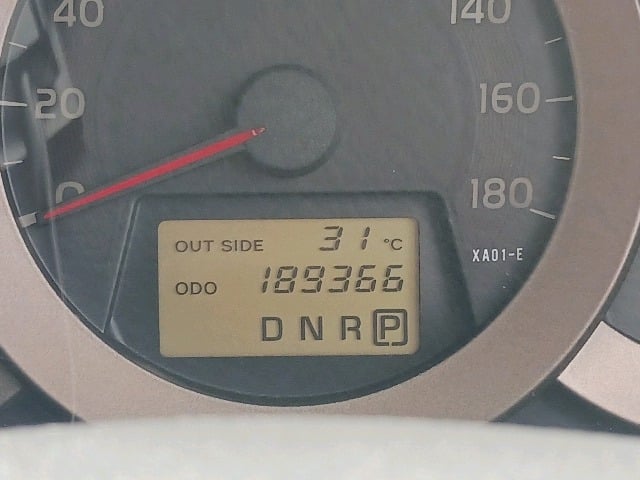 40
140
20
160
0
180
OUT SIDE 31 °C
XA01-E
ODO 189366
D N R P